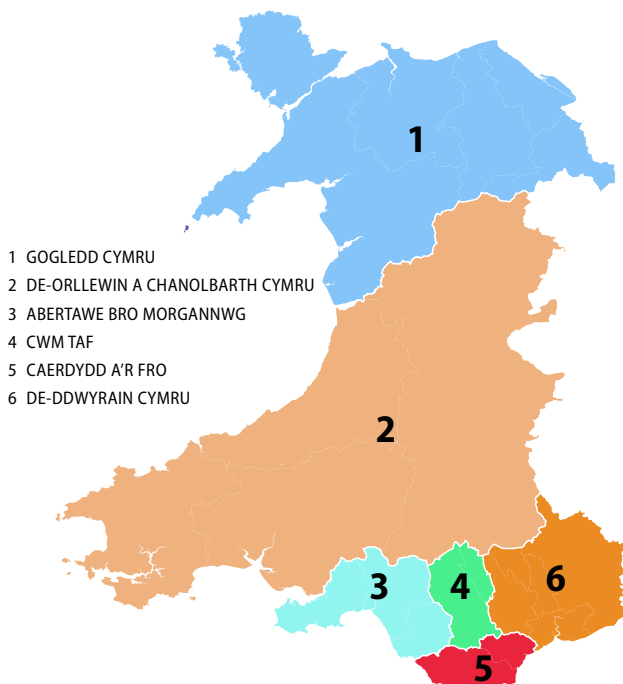 1
1 GOGLEDD CYMRU
2 DE-ORLLEWIN A CHANOLBARTH CYMRU
3 ABERTAWE BRO MORGANNWG
4 CWM TAF
5 CAERDYDD A'R FRO
6 DE-DDWYRAIN CYMRU
2
3
4
6
5